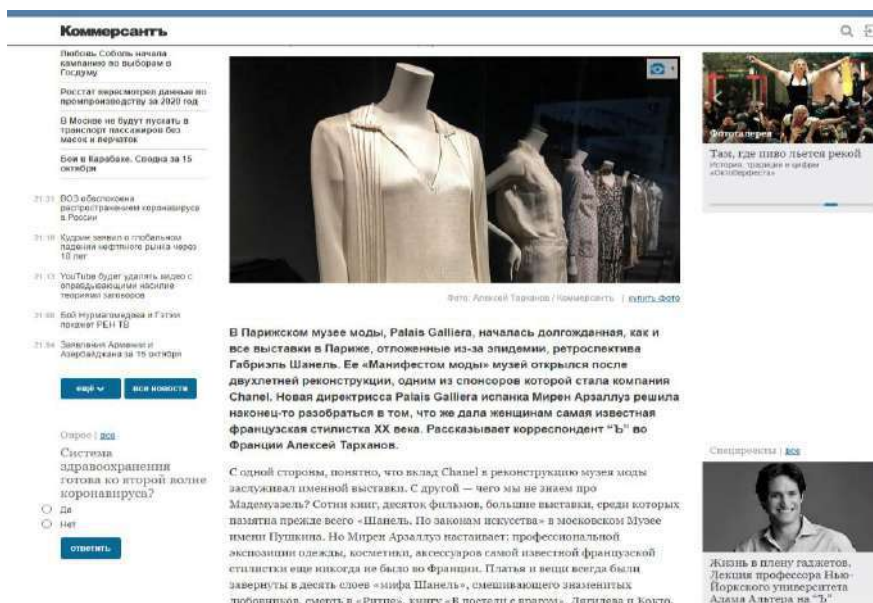 Коммерсантъ
Любовь Соболь начала
кампанию по выборам в
Госдуму
Росстат пересмотрел данные по
промпроизводству за 2020 год
В Москве не будут пускать в
транспорт пассажиров без
масок и перчаток
Бои в Карабахе. Сводка за 15
октября
21:31 ВОЗ обеспокоена
распространением коронавируса
в России
Кудрин заявил о глобальном
падении нефтяного рынка через
10 лет
21:13 YouTube будет удалять видео с
оправдывающими насилие
теориями заговоров
Бой Нурмагомедова и Гэтжи
покажет РЕН ТВ
Заявления Армении и
Азербайджана за 15 октября
ещё
все новости
Опрос | все
Система
здравоохранения
готова ко второй волне
коронавируса?
Да
Нет
ответить
Фото: Алексей Тарханов / Коммерсантъ | купить фото
В Парижском музее моды, Palais Galliera, началась долгожданная, как и
все выставки в Париже, отложенные из-за эпидемии, ретроспектива
Габриэль Шанель. Ее «Манифестом моды» музей открылся после
двухлетней реконструкции, одним из спонсоров которой стала компания
Chanel. Новая директрисса Palais Galliera испанка Мирен Арзаллуз решила
наконец-то разобраться в том, что же дала женщинам самая известная
французская стилистка XX века. Рассказывает корреспондент “Ъ” во
Франции Алексей Тарханов.
С одной стороны, понятно, что вклад Chanel в реконструкцию музея моды
заслуживал именной выставки. С другой — чего мы не знаем про
Мадемуазель? Сотни книг, десяток фильмов, большие выставки, среди которых
памятна прежде всего «Шанель. По законам искусства» в московском Музее
имени Пушкина. Но Мирен Арзаллуз настаивает: профессиональной
экспозиции одежды, косметики, аксессуаров самой известной французской
стилистки еще никогда не было во Франции. Платья и вещи всегда были
завернуты в десять слоев «мифа Шанель», смешивающего знаменитых
любовников, смерть в «Ритце», книгу «В постели с врагом», Дягилева и Кокто,
Фотогалерея
Там, где пиво льется рекой
История, традиции и цифры
«Октоберфеста»
Спецпроекты | все
Жизнь в плену гаджетов.
Лекция профессора Нью-
Йоркского университета
Адама Альтера на “Ъ”